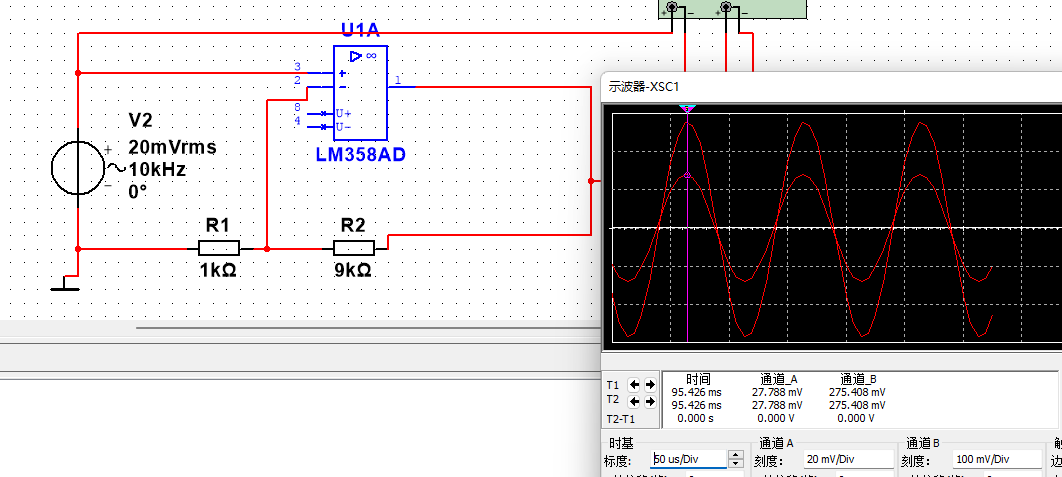 U1A
3
2
8
4
1
+
−
U+
U−
LM358AD
V2
20mVrms
10kHz
0°
R1
1kΩ
R2
9kΩ
示波器-XSC1
时间 通道_A 通道_B
T1 95.426 ms 27.788 mV 275.408 mV
T2 95.426 ms 27.788 mV 275.408 mV
T2-T1 0.000 s 0.000 V 0.000 V
时基 通道 A 通道 B
标度: 50 us/Div 刻度: 20 mV/Div 刻度: 100 mV/Div